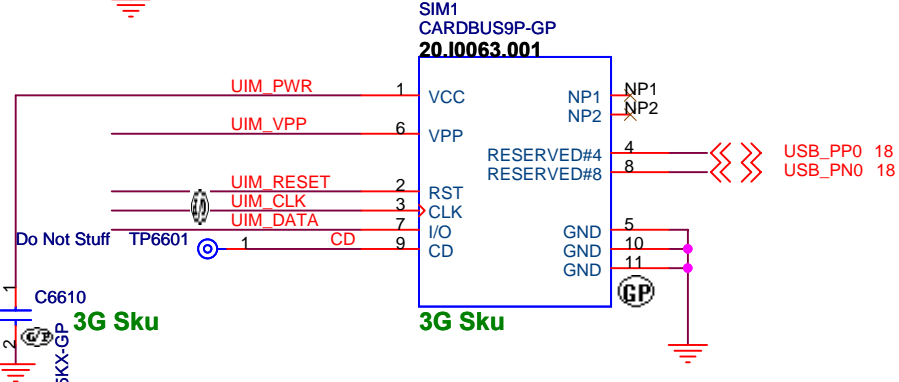 SIM1
CARDBUS9P-GP
20.I0063.001
UIM_PWR 1 VCC NP1 NP1
NP2 NP2
UIM_VPP 6 VPP
RESERVED#4 4 USB_PP0 18
RESERVED#8 8 USB_PN0 18
UIM_RESET 2 RST
UIM_CLK 3 CLK
UIM_DATA 7 I/O GND 5
Do Not Stuff TP6601 1 CD 9 CD GND 10
GND 11
1
C6610
GP
3G Sku
3G Sku
G/P
2
5KX-GP